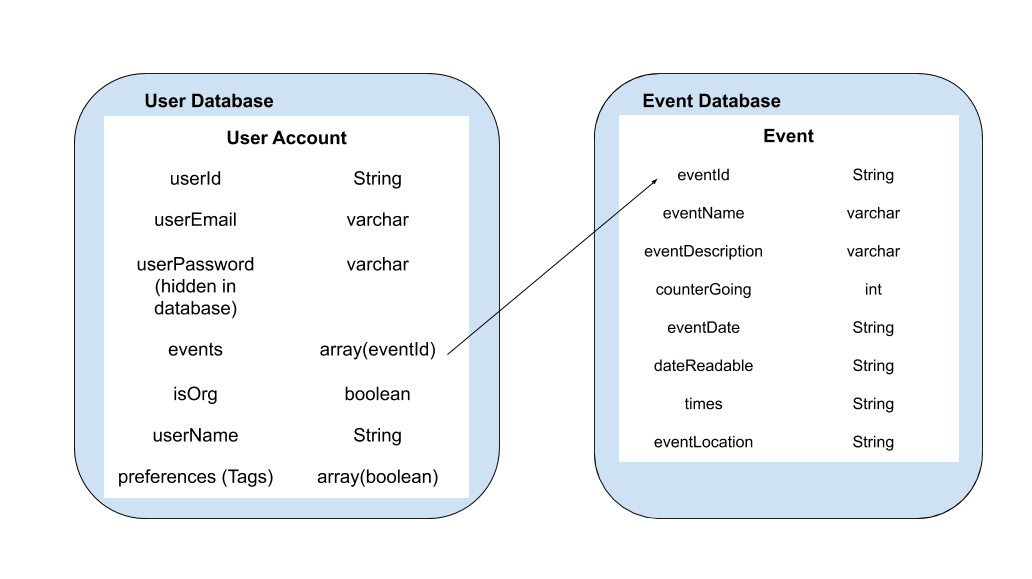 User Database
User Account
userId String
userEmail varchar
userPassword varchar
(hidden in
database)
events array(eventId)
isOrg boolean
userName String
preferences (Tags) array(boolean)
Event Database
Event
eventId String
eventName varchar
eventDescription varchar
counterGoing int
eventDate String
dateReadable String
times String
eventLocation String